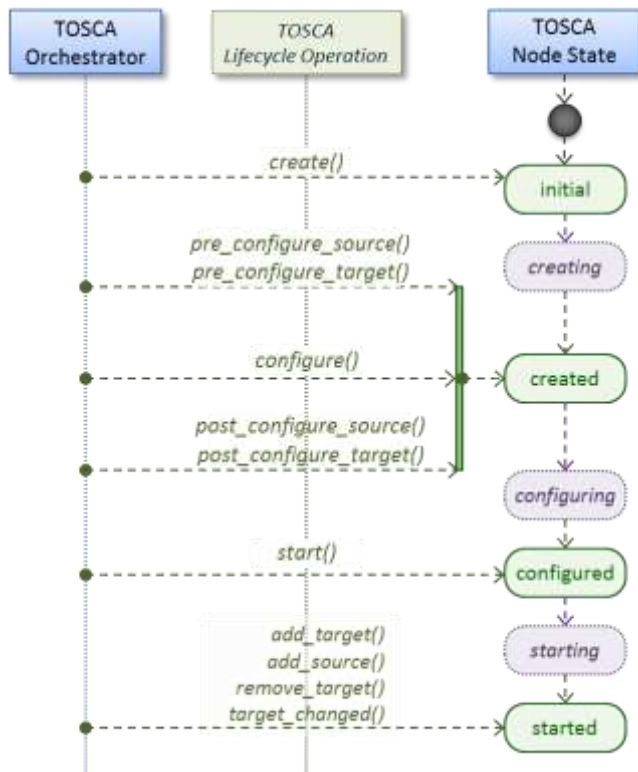 TOSCA
Orchestrator
TOSCA
Lifecycle Operation
TOSCA
Node State
create()
initial
pre_configure_source()
pre_configure_target()
creating
configure()
created
post_configure_source()
post_configure_target()
configuring
start()
configured
add_target()
add_source()
remove_target()
target_changed()
starting
started